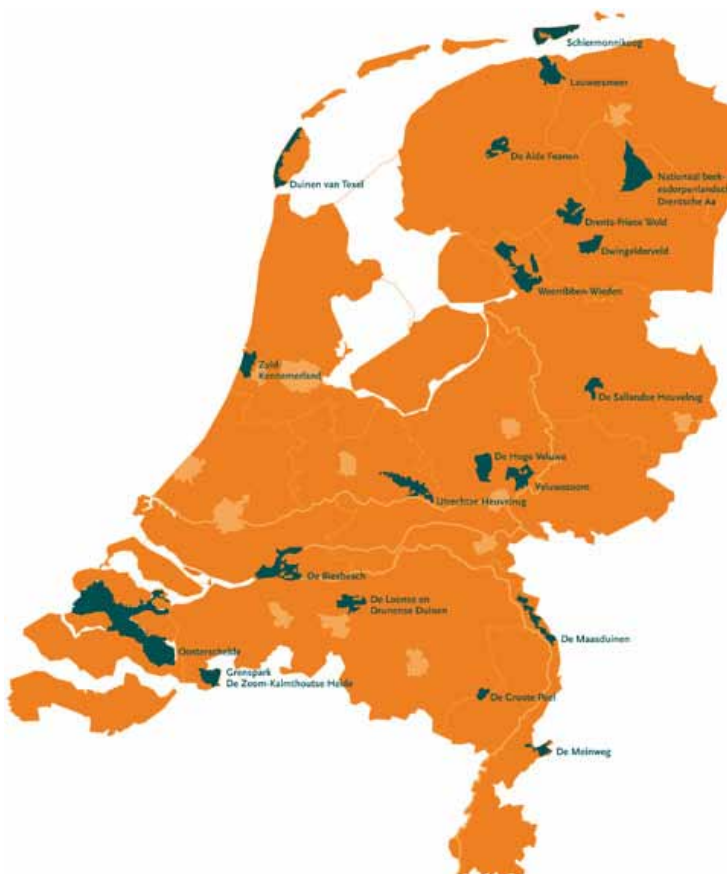 Schiermonnikoog
Lauwersmeer
De Alde Feanen
Nationaal beek-
esdorpenlandsch
Drentsche Aa
Duinen van Texel
Drents-Friese Wold
Dwingelderveld
Weerribben-Wieden
Zuid-
Kennemerland
De Sallandse Heuvelrug
De Hoge Veluwe
Veluwezoom
Utrechtse Heuvelrug
De Biesbosch
De Loonse en
Drunense Duinen
De Maasduinen
Oosterschelde
Grenspark
De Zoom-Kalmthoutse Heide
De Groote Peel
De Meinweg